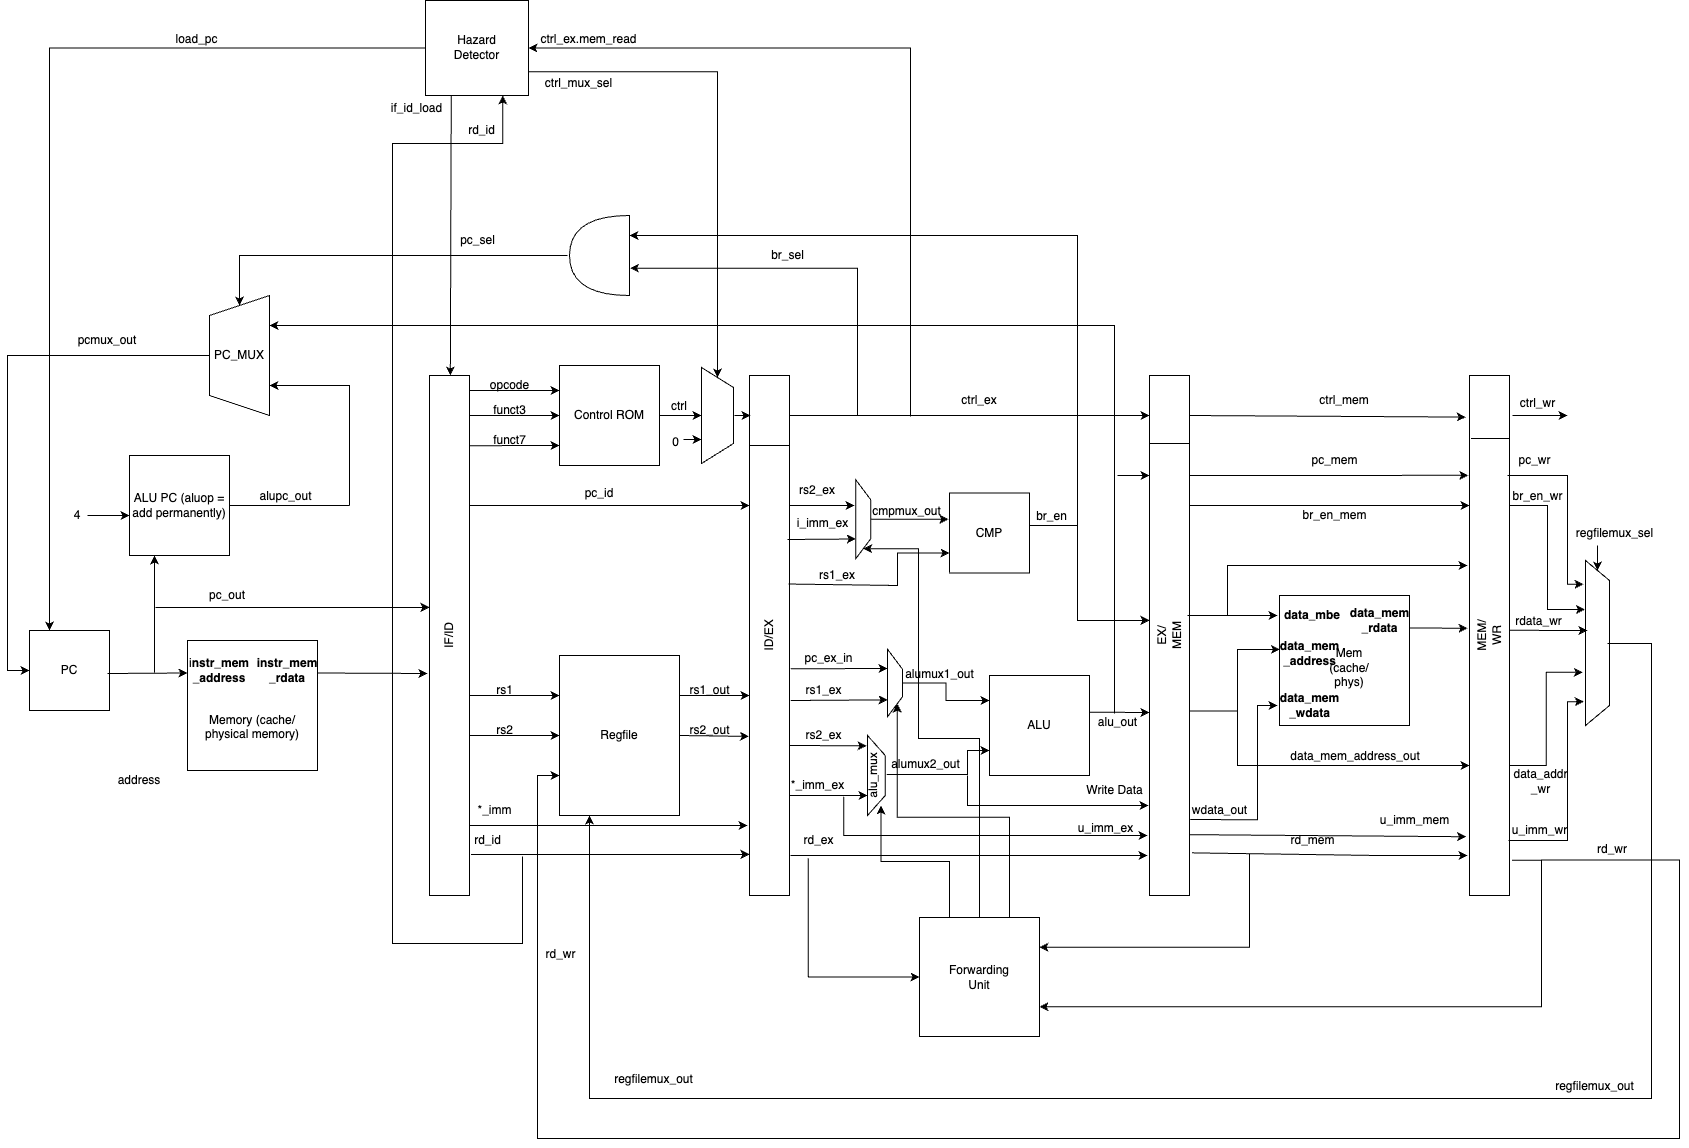 load_pc
Hazard
Detector
ctrl_ex.mem_read
ctrl_mux_sel
if_id_load
rd_id
pc_sel
br_sel
pcmux_out
PC_MUX
opcode
funct3
funct7
Control ROM
ctrl
0
ctrl_ex
ctrl_mem
ctrl_wr
ALU PC (aluop =
add permanently)
4
alupc_out
pc_id
rs2_ex
i_imm_ex
cmpmux_out
CMP
br_en
rs1_ex
pc_mem
br_en_mem
pc_wr
br_en_wr
regfilemux_sel
pc_out
IF/ID
ID/EX
EX/
MEM
MEM/
WR
PC
instr_mem
_address
instr_mem
_rdata
Memory (cache/
physical memory)
address
rs1
rs2
Regfile
rs1_out
rs2_out
pc_ex_in
rs1_ex
alumux1_out
rs2_ex
alu_mux
alumux2_out
*_imm_ex
ALU
alu_out
data_mbe
data_mem
_rdata
data_mem
_address
Mem
(cache/
phys)
data_mem
_wdata
rdata_wr
data_mem_address_out
data_addr
_wr
Write Data
wdata_out
*_imm
rd_id
rd_ex
u_imm_ex
u_imm_mem
rd_mem
u_imm_wr
rd_wr
rd_wr
Forwarding
Unit
regfilemux_out
regfilemux_out